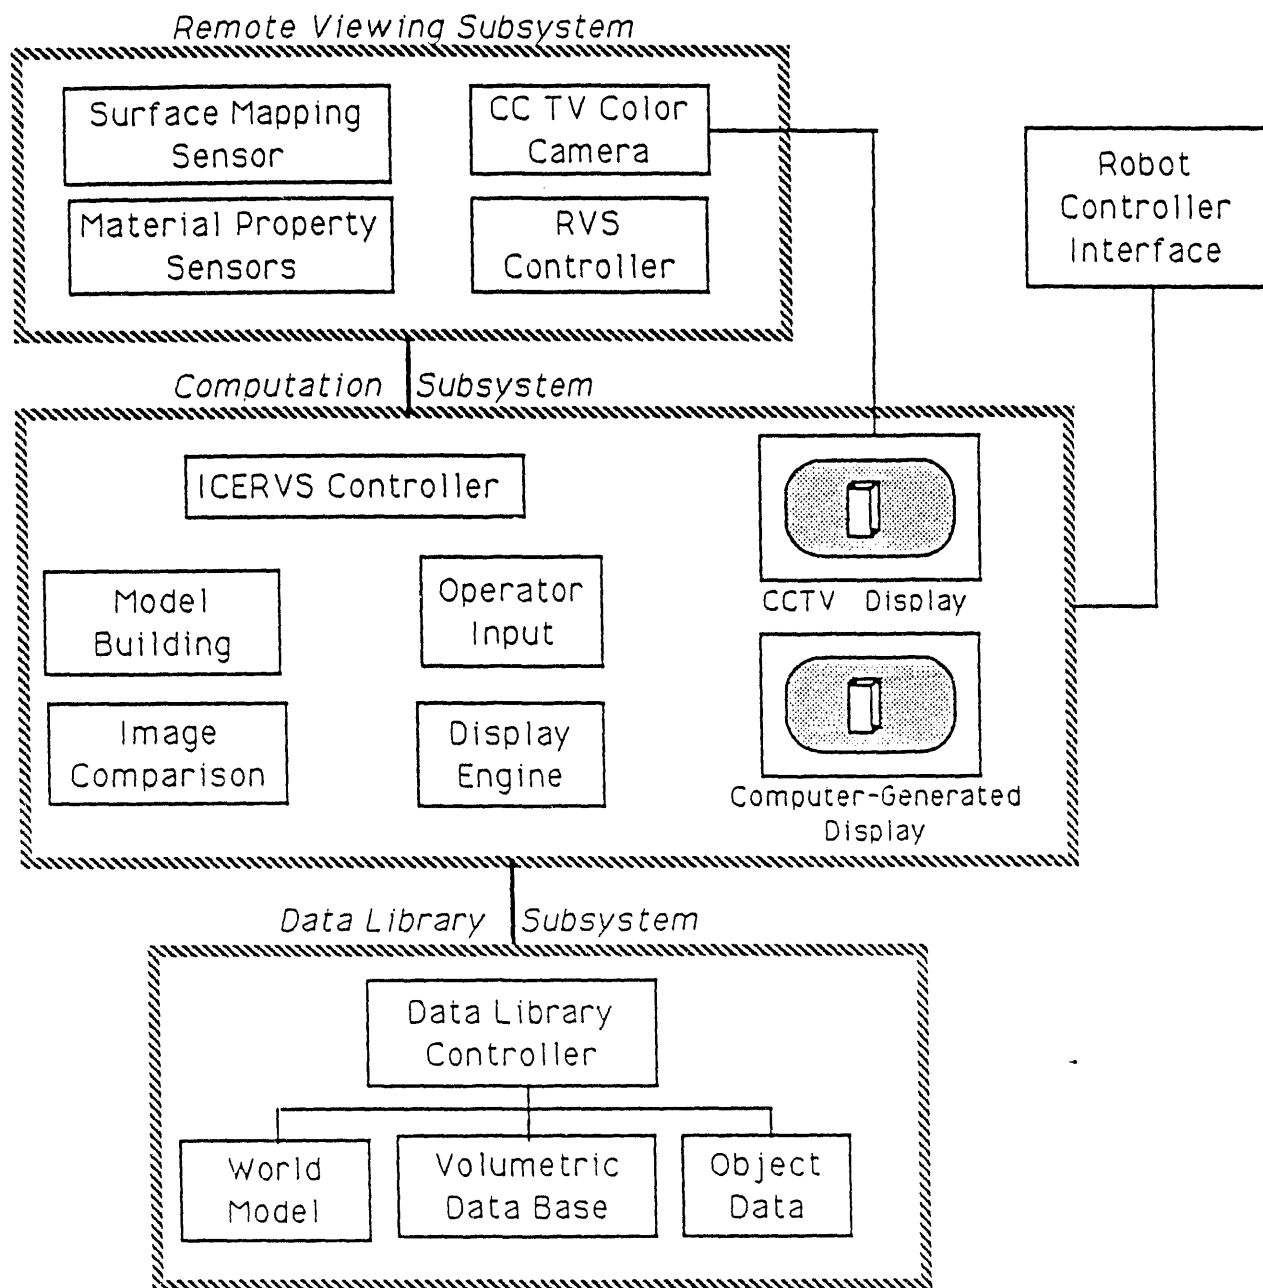 Remote Viewing Subsystem
Surface Mapping
Sensor
CC TV Color
Camera
Material Property
Sensors
RVS
Controller
Robot
Controller
Interface
Computation Subsystem
ICERVS Controller
Model
Building
Operator
Input
CCTV Display
Image
Comparison
Display
Engine
Computer-Generated
Display
Data Library Subsystem
Data Library
Controller
World
Model
Volumetric
Data Base
Object
Data